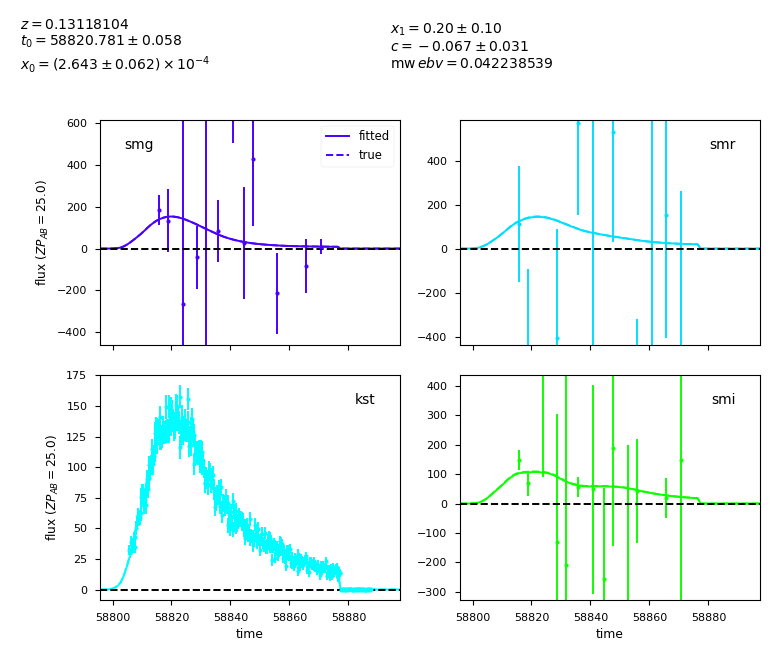 z = 0.13118104
t₀ = 58820.781 ± 0.058
x₀ = (2.643 ± 0.062) × 10⁻⁴
x₁ = 0.20 ± 0.10
c = −0.067 ± 0.031
mw ebv = 0.042238539
smg
fitted
true
600
400
200
0
−200
−400
flux (ZP_AB = 25.0)
smr
400
200
0
−200
−400
kst
175
150
125
100
75
50
25
0
flux (ZP_AB = 25.0)
58800 58820 58840 58860 58880
time
smi
400
300
200
100
0
−100
−200
−300
58800 58820 58840 58860 58880
time